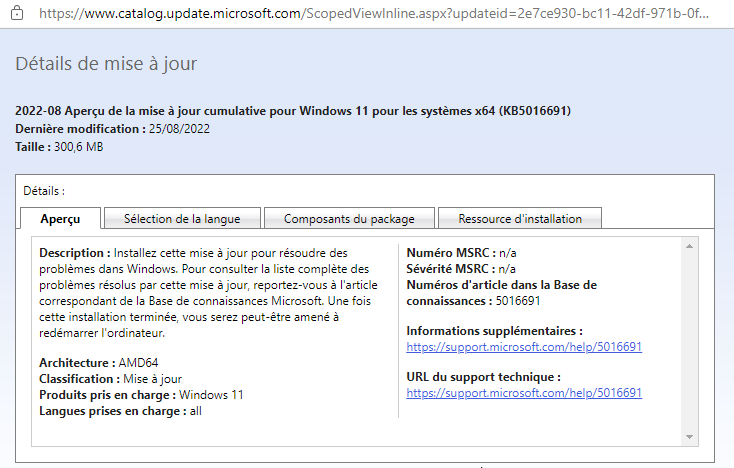 https://www.catalog.update.microsoft.com/ScopedViewInline.aspx?updateid=2e7ce930-bc11-42df-971b-0f...
Détails de mise à jour
2022-08 Aperçu de la mise à jour cumulative pour Windows 11 pour les systèmes x64 (KB5016691)
Dernière modification : 25/08/2022
Taille : 300,6 MB
Détails :
Aperçu
Sélection de la langue
Composants du package
Ressource d'installation
Description : Installez cette mise à jour pour résoudre des
problèmes dans Windows. Pour consulter la liste complète des
problèmes résolus par cette mise à jour, reportez-vous à l'article
correspondant de la Base de connaissances Microsoft. Une fois
cette installation terminée, vous serez peut-être amené à
redémarrer l'ordinateur.
Architecture : AMD64
Classification : Mise à jour
Produits pris en charge : Windows 11
Langues prises en charge : all
Numéro MSRC : n/a
Sévérité MSRC : n/a
Numéros d'article dans la Base de
connaissances : 5016691
Informations supplémentaires :
https://support.microsoft.com/help/5016691
URL du support technique :
https://support.microsoft.com/help/5016691